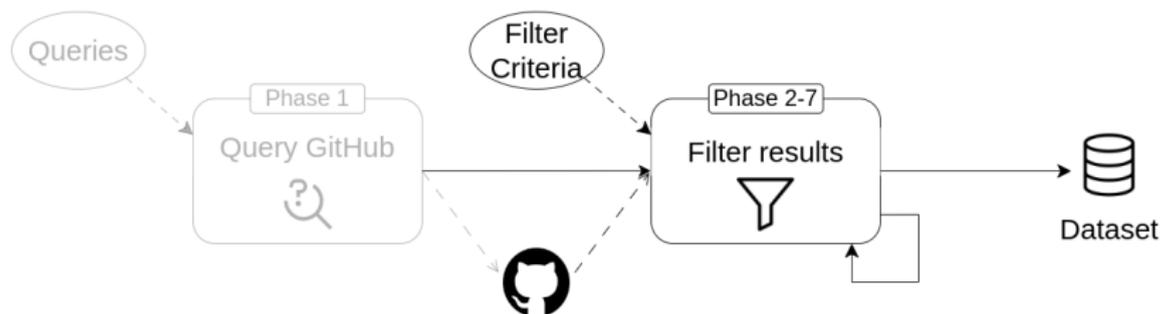 Queries
Filter
Criteria
Phase 1
Phase 2-7
Query GitHub
Filter results
Dataset